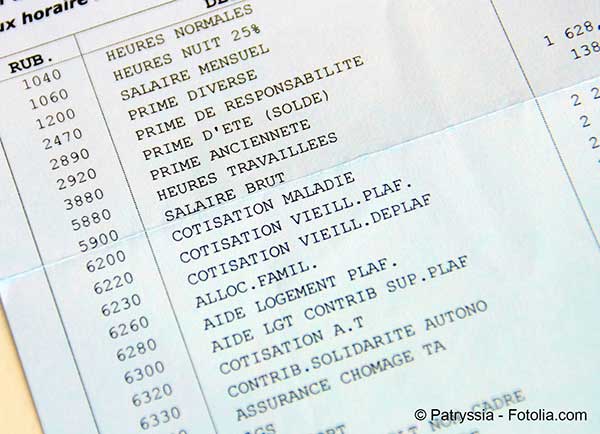 ux horaire
RUB.
1040 HEURES NORMALES
1060 HEURES NUIT 25%
1200 SALAIRE MENSUEL 1 628,
2470 PRIME DIVERSE 138
2890 PRIME DE RESPONSABILITE
2920 PRIME D'ETE (SOLDE)
3880 PRIME ANCIENNETE
5880 HEURES TRAVAILLEES
5900 SALAIRE BRUT
6200 COTISATION MALADIE
6220 COTISATION VIEILL.PLAF.
6230 COTISATION VIEILL.DEPLAF
6260 ALLOC.FAMIL.
6280 AIDE LOGEMENT PLAF.
6300 AIDE LGT CONTRIB SUP.PLAF
6320 COTISATION A.T
6330 CONTRIB.SOLIDARITE AUTONO
ASSURANCE CHOMAGE TA
AGS
NON CADRE
© Patryssia - Fotolia.com